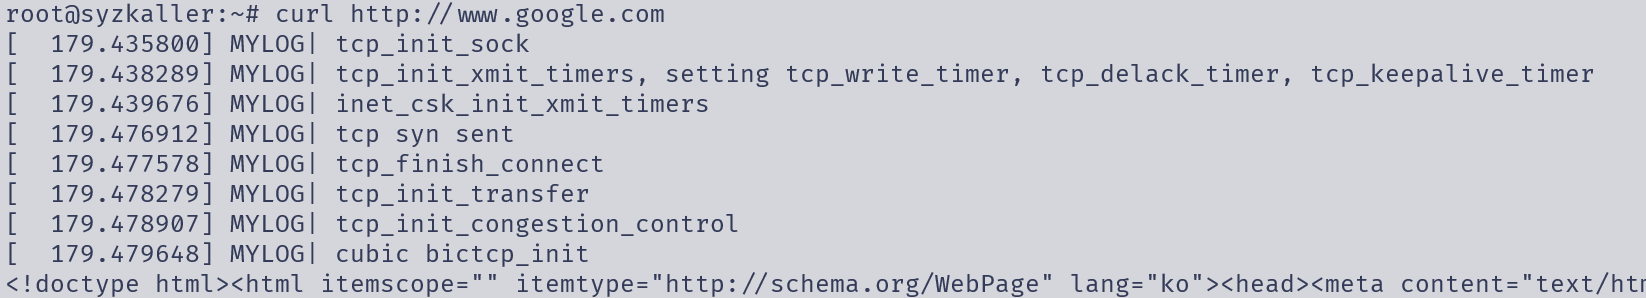 root@syzkaller:~# curl http://www.google.com
[  179.435800] MYLOG| tcp_init_sock
[  179.438289] MYLOG| tcp_init_xmit_timers, setting tcp_write_timer, tcp_delack_timer, tcp_keepalive_timer
[  179.439676] MYLOG| inet_csk_init_xmit_timers
[  179.476912] MYLOG| tcp syn sent
[  179.477578] MYLOG| tcp_finish_connect
[  179.478279] MYLOG| tcp_init_transfer
[  179.478907] MYLOG| tcp_init_congestion_control
[  179.479648] MYLOG| cubic bictcp_init
<!doctype html><html itemscope="" itemtype="http://schema.org/WebPage" lang="ko"><head><meta content="text/htm